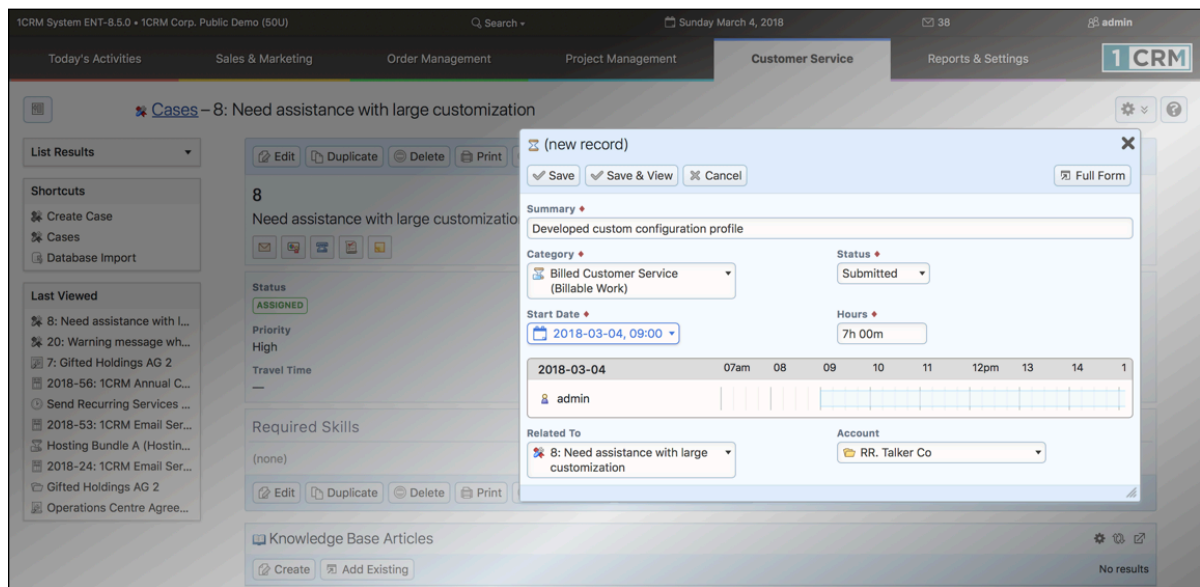 1CRM System ENT-8.5.0 • 1CRM Corp. Public Demo (50U)
Search
Sunday March 4, 2018
38
admin
Today's Activities
Sales & Marketing
Order Management
Project Management
Customer Service
Reports & Settings
1 CRM
Cases – 8: Need assistance with large customization
List Results
Shortcuts
Create Case
Cases
Database Import
Last Viewed
8: Need assistance with l...
20: Warning message wh...
7: Gifted Holdings AG 2
2018-56: 1CRM Annual C...
Send Recurring Services ...
2018-53: 1CRM Email Ser...
Hosting Bundle A (Hostin...
2018-24: 1CRM Email Ser...
Gifted Holdings AG 2
Operations Centre Agree...
Edit
Duplicate
Delete
Print
8
Need assistance with large customizatio
Status
ASSIGNED
Priority
High
Travel Time
—
Required Skills
(none)
Edit
Duplicate
Delete
Print
Knowledge Base Articles
Create
Add Existing
No results
(new record)
Save
Save & View
Cancel
Full Form
Summary
Developed custom configuration profile
Category
Billed Customer Service
(Billable Work)
Status
Submitted
Start Date
2018-03-04, 09:00
Hours
7h 00m
2018-03-04
07am 08 09 10 11 12pm 13 14 1
admin
Related To
8: Need assistance with large
customization
Account
RR. Talker Co